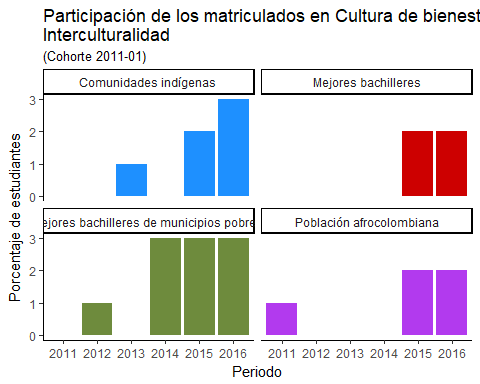 Participación de los matriculados en Cultura de bienest
Interculturalidad
(Cohorte 2011-01)
Comunidades indígenas
Mejores bachilleres
3
2
1
0
ejores bachilleres de municipios pobre
Población afrocolombiana
3
2
1
0
Porcentaje de estudiantes
2011 2012 2013 2014 2015 2016
2011 2012 2013 2014 2015 2016
Periodo